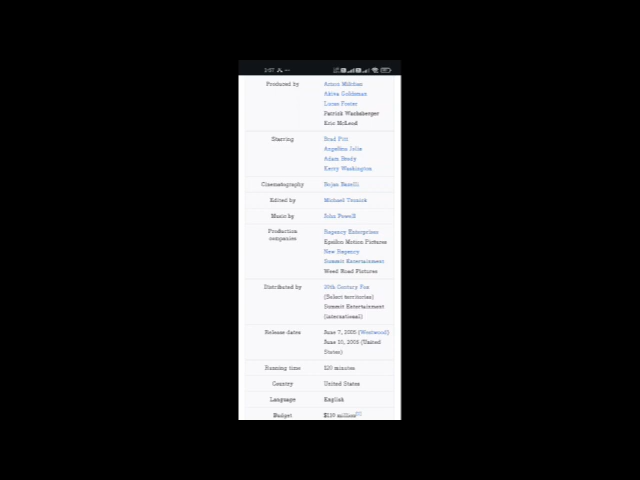 2:07
Produced by
Arnon Milchan
Akiva Goldsman
Lucas Foster
Patrick Wachsberger
Eric McLeod
Starring
Brad Pitt
Angelina Jolie
Adam Brody
Kerry Washington
Cinematography
Bojan Bazelli
Edited by
Michael Tronick
Music by
John Powell
Production
companies
Regency Enterprises
Epsilon Motion Pictures
New Regency
Summit Entertainment
Weed Road Pictures
Distributed by
20th Century Fox
(Select territories)
Summit Entertainment
(international)
Release dates
June 7, 2005 (Westwood)
June 10, 2005 (United
States)
Running time
120 minutes
Country
United States
Language
English
Budget
$110 million